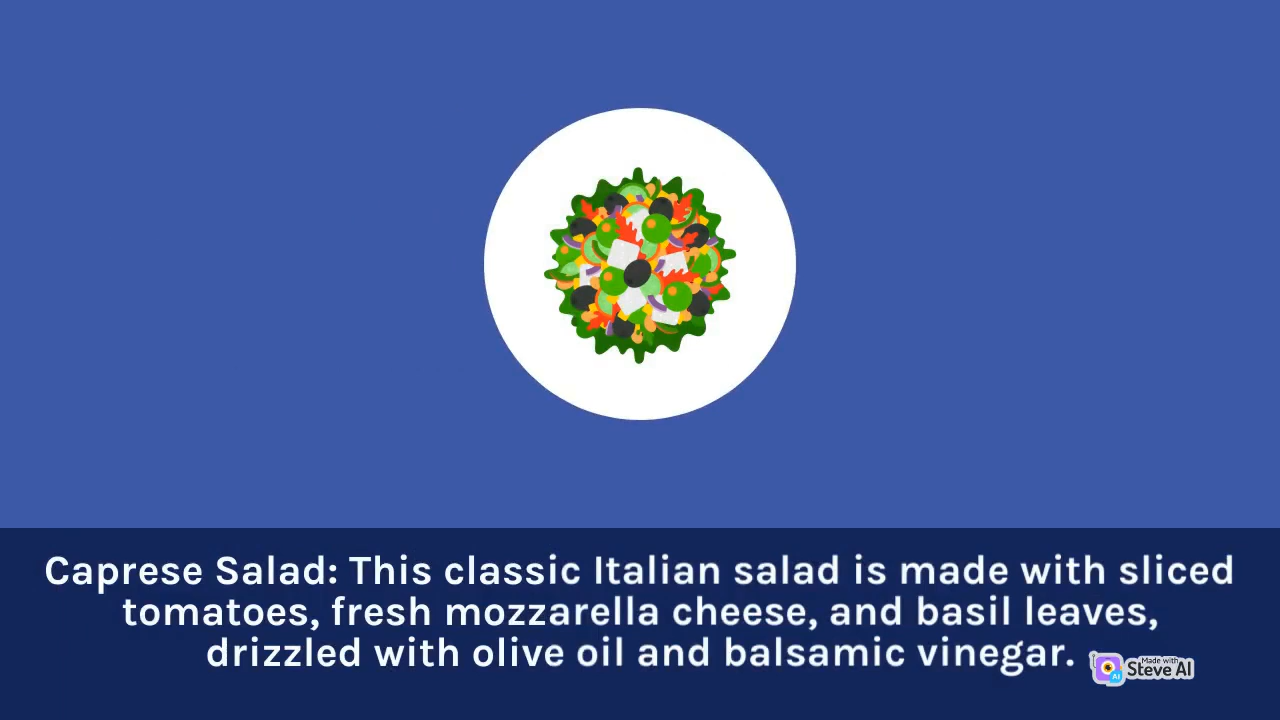 Caprese Salad: This classic Italian salad is made with sliced
tomatoes, fresh mozzarella cheese, and basil leaves,
drizzled with olive oil and balsamic vinegar.
Made with
Steve AI
AI